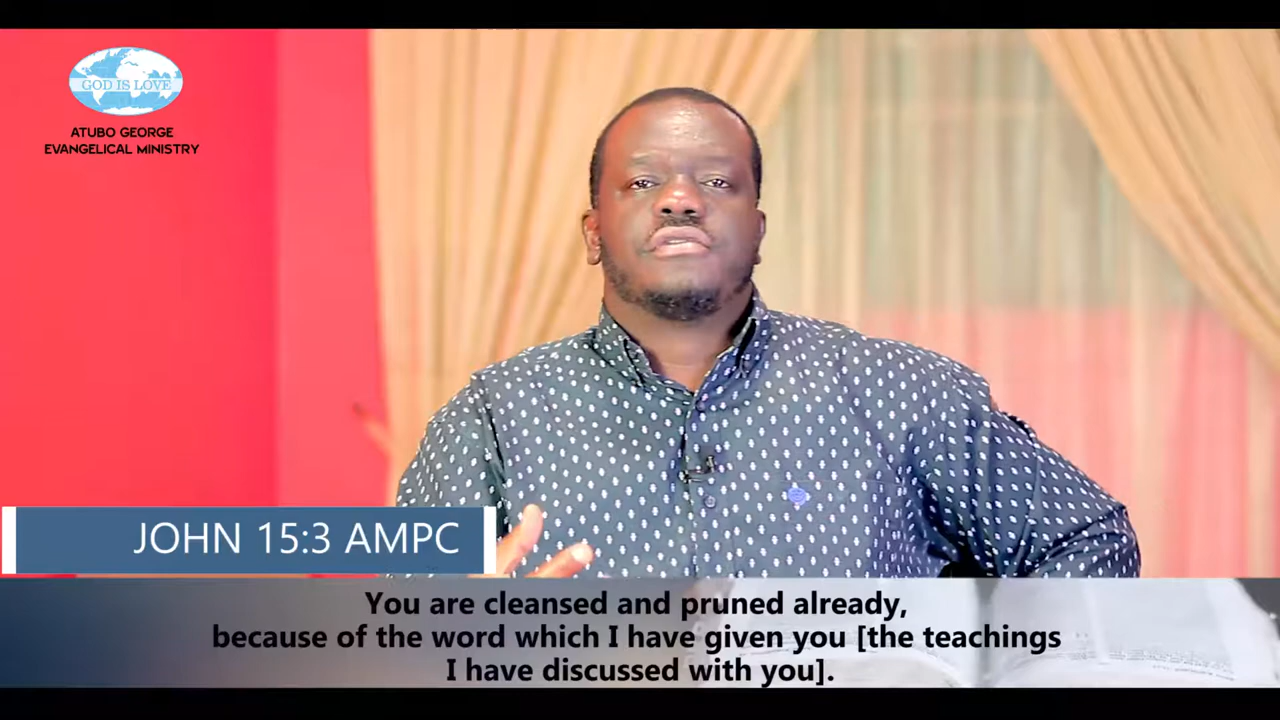 GOD IS LOVE
ATUBO GEORGE
EVANGELICAL MINISTRY
JOHN 15:3 AMPC
You are cleansed and pruned already,
because of the word which I have given you [the teachings
I have discussed with you].